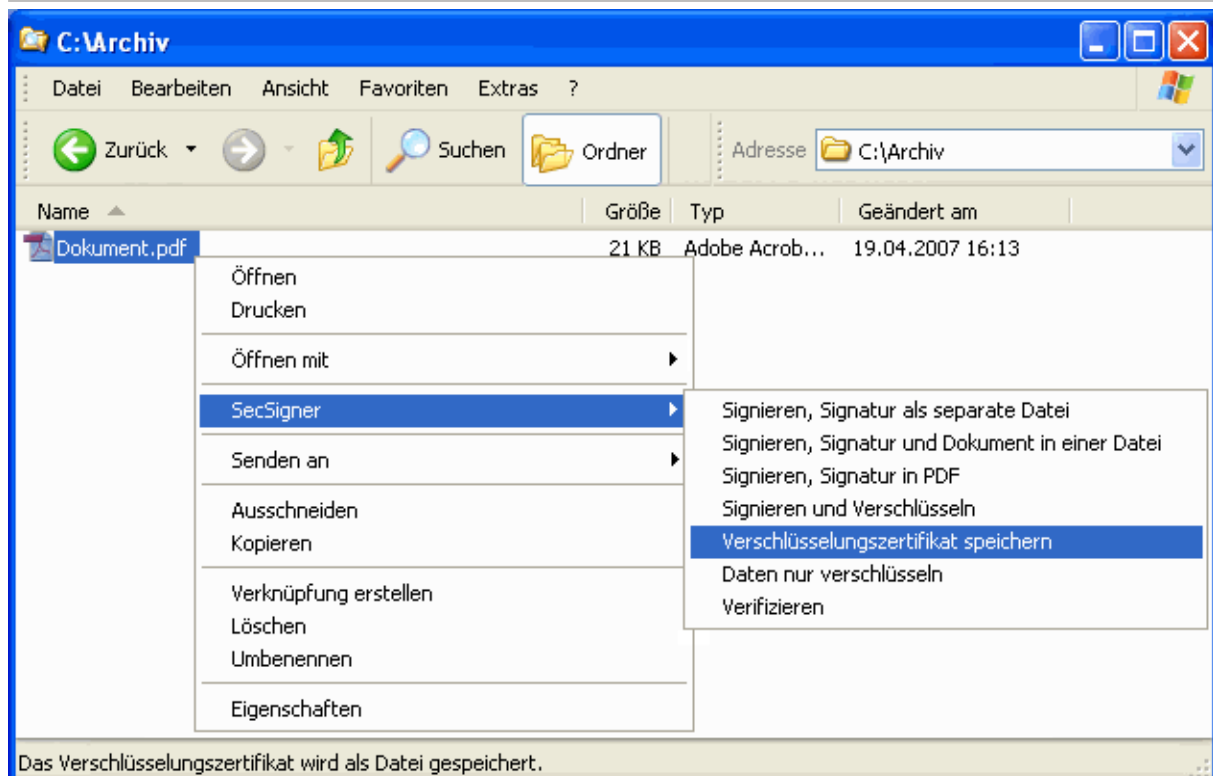 C:\Archiv
Datei Bearbeiten Ansicht Favoriten Extras ?
Zurück Suchen Ordner Adresse C:\Archiv
Name Größe Typ Geändert am
Dokument.pdf 21 KB Adobe Acrob... 19.04.2007 16:13
Öffnen
Drucken
Öffnen mit
SecSigner
Senden an
Ausschneiden
Kopieren
Verknüpfung erstellen
Löschen
Umbenennen
Eigenschaften
Signieren, Signatur als separate Datei
Signieren, Signatur und Dokument in einer Datei
Signieren, Signatur in PDF
Signieren und Verschlüsseln
Verschlüsselungszertifikat speichern
Daten nur verschlüsseln
Verifizieren
Das Verschlüsselungszertifikat wird als Datei gespeichert.